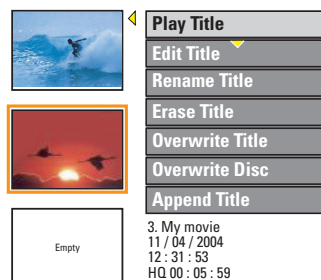 Play Title
Edit Title
Rename Title
Erase Title
Overwrite Title
Overwrite Disc
Append Title
Empty
3. My movie
11 / 04 / 2004
12 : 31 : 53
HQ 00 : 05 : 59